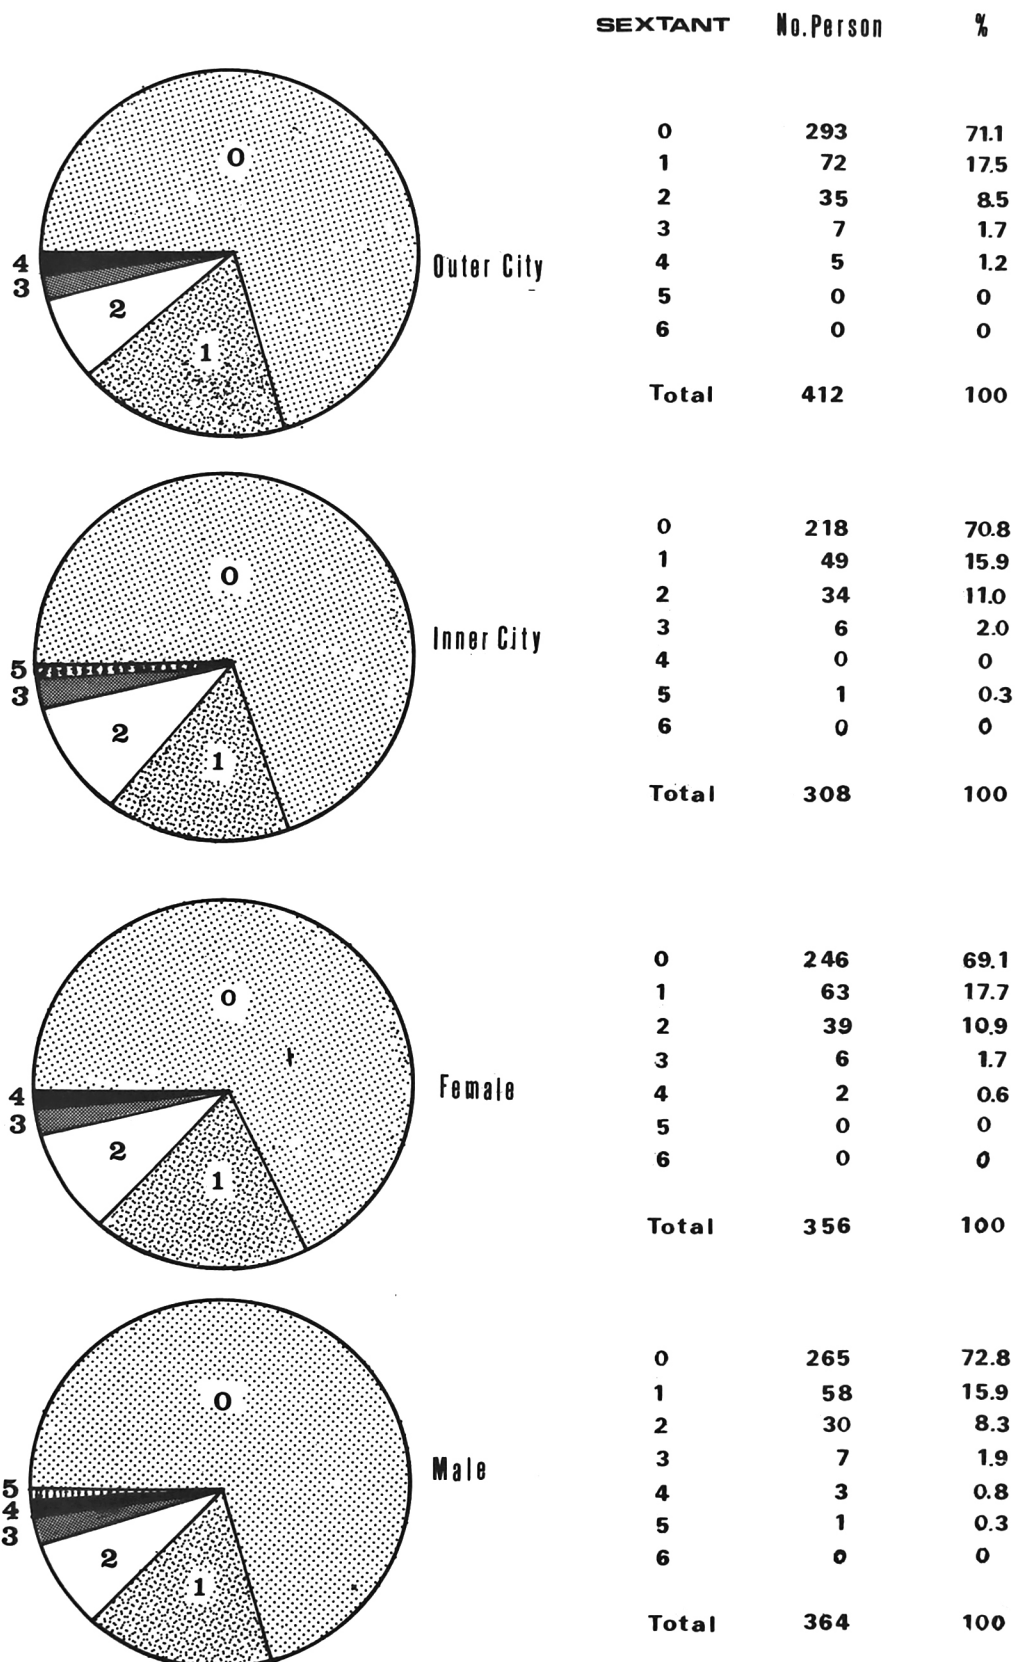 SEXTANT No.Person %
0
0 293 71.1
1 72 17.5
2 35 8.5
3 7 1.7
4 5 1.2
5 0 0
6 0 0
Total 412 100
4
3
2
1
Outer City
0
0 218 70.8
1 49 15.9
2 34 11.0
3 6 2.0
4 0 0
5 1 0.3
6 0 0
Total 308 100
5
3
2
1
Inner City
0
0 246 69.1
1 63 17.7
2 39 10.9
3 6 1.7
4 2 0.6
5 0 0
6 0 0
Total 356 100
4
3
2
1
Female
0
0 265 72.8
1 58 15.9
2 30 8.3
3 7 1.9
4 3 0.8
5 1 0.3
6 0 0
Total 364 100
5
4
3
2
1
Male